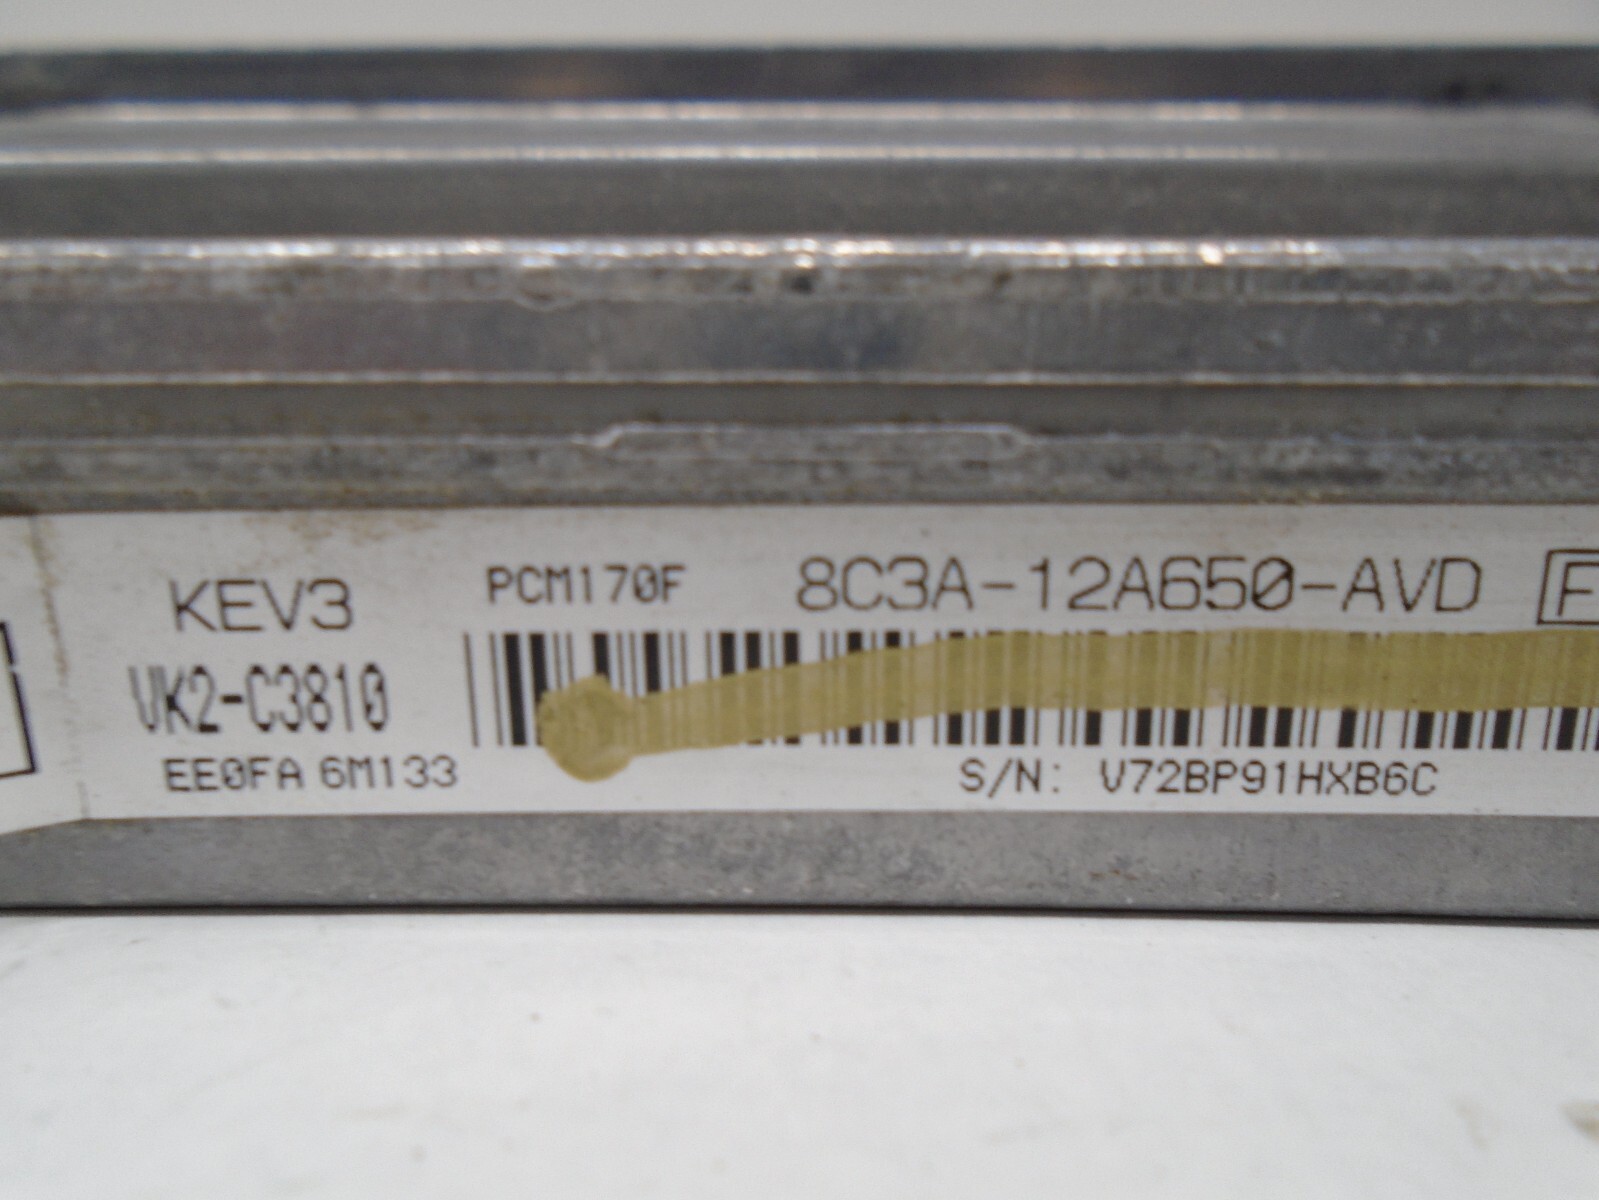 KEV3 PCM170F 8C3A-12A650-AVD F
VK2-C3810
EE0FA 6M133 S/N: V72BP91HXB6C